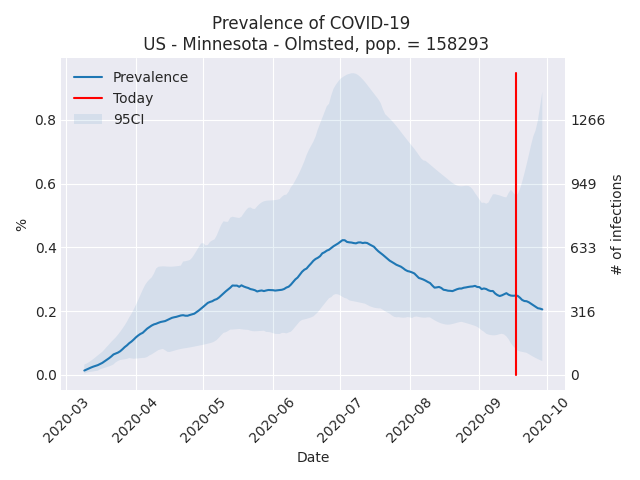 Prevalence of COVID-19
US - Minnesota - Olmsted, pop. = 158293
Prevalence
Today
95CI
0.8
0.6
0.4
0.2
0.0
%
1266
949
633
316
0
# of infections
2020-03
2020-04
2020-05
2020-06
2020-07
2020-08
2020-09
2020-10
Date